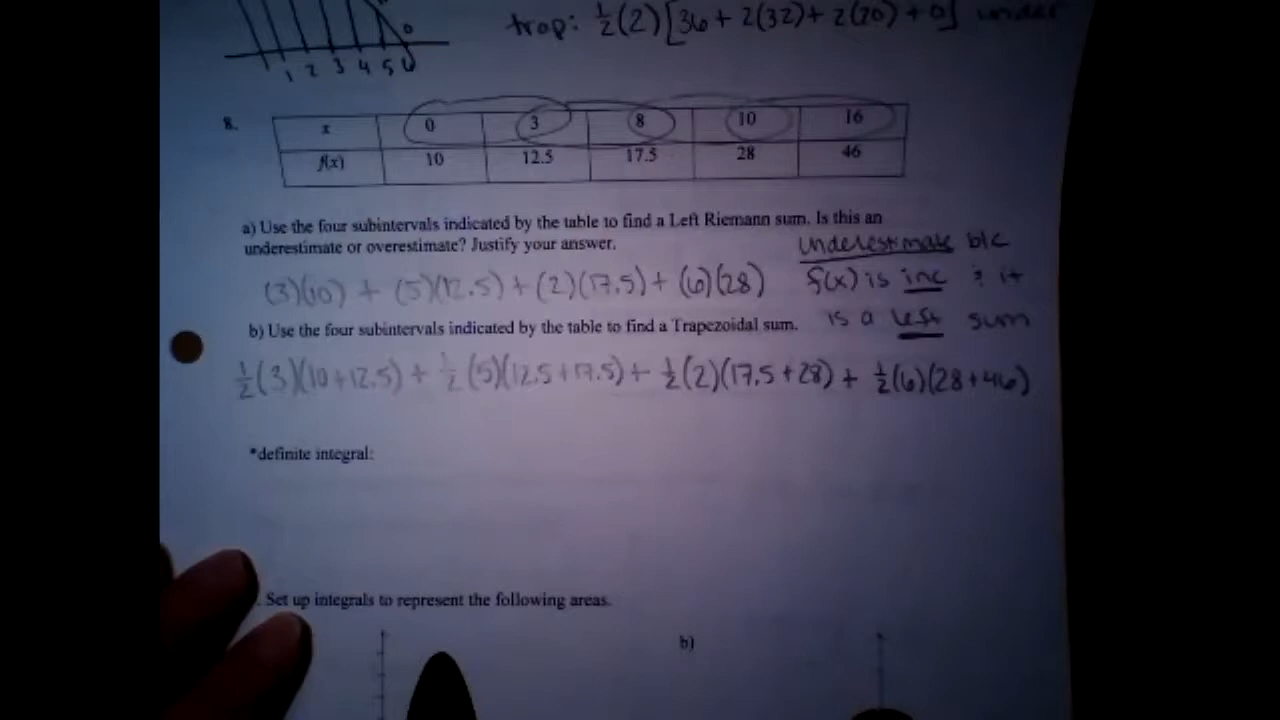 trap: ½(2)[36 + 2(32) + 2(20) + 0] under
0
1 2 3 4 5 6
8.
x 0 3 8 10 16
f(x) 10 12.5 17.5 28 46
a) Use the four subintervals indicated by the table to find a Left Riemann sum. Is this an
underestimate or overestimate? Justify your answer.
underestimate b/c
f(x) is inc & it
is a left sum
(3)(10) + (5)(12.5) + (2)(17.5) + (6)(28)
b) Use the four subintervals indicated by the table to find a Trapezoidal sum.
½(3)(10+12.5) + ½(5)(12.5+17.5) + ½(2)(17.5+28) + ½(6)(28+46)
*definite integral:
. Set up integrals to represent the following areas.
b)